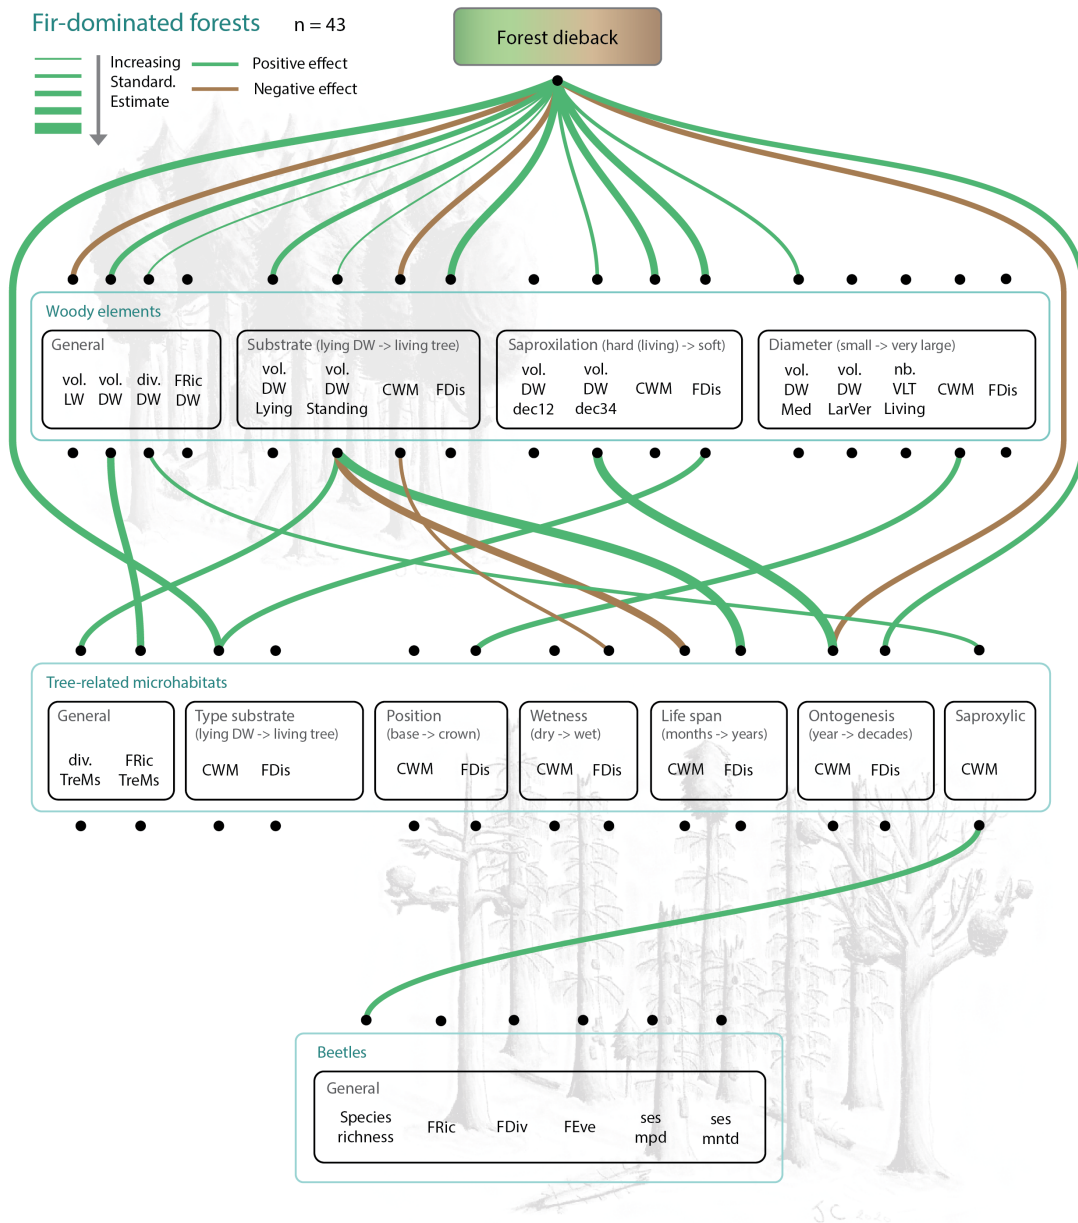 Fir-dominated forests n = 43
Forest dieback
Increasing
Standard.
Estimate
Positive effect
Negative effect
Woody elements
General
vol. LW
vol. DW
div. DW
FRic DW
Substrate (lying DW -> living tree)
vol. DW Lying
vol. DW Standing
CWM
FDis
Saproxilation (hard (living) -> soft)
vol. DW dec12
vol. DW dec34
CWM
FDis
Diameter (small -> very large)
vol. DW Med
vol. DW LarVer
nb. VLT Living
CWM
FDis
Tree-related microhabitats
General
div. TreMs
FRic TreMs
Type substrate
(lying DW -> living tree)
CWM FDis
Position
(base -> crown)
CWM FDis
Wetness
(dry -> wet)
CWM FDis
Life span
(months -> years)
CWM FDis
Ontogenesis
(year -> decades)
CWM FDis
Saproxylic
CWM
Beetles
General
Species richness
FRic
FDiv
FEve
ses mpd
ses mntd
JC